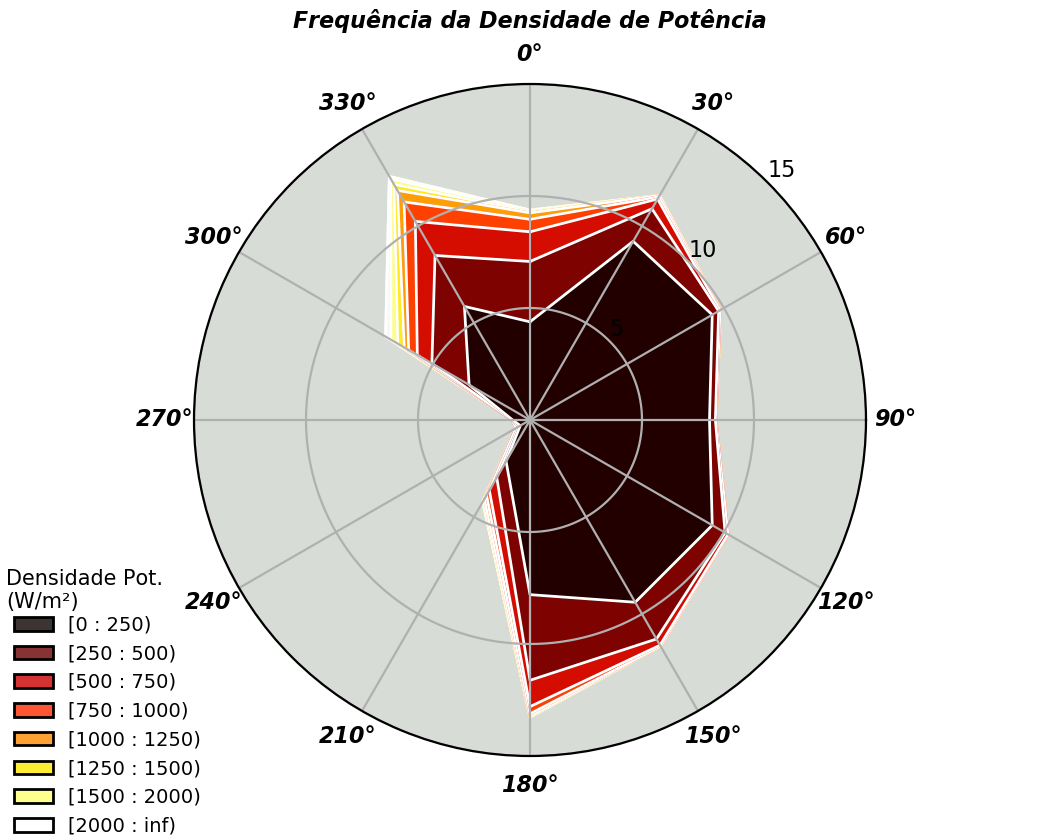 Frequência da Densidade de Potência
0°
330°
30°
15
300°
60°
10
5
270°
90°
Densidade Pot.
(W/m²)
240°
120°
[0 : 250)
[250 : 500)
[500 : 750)
[750 : 1000)
210°
150°
[1000 : 1250)
[1250 : 1500)
180°
[1500 : 2000)
[2000 : inf)